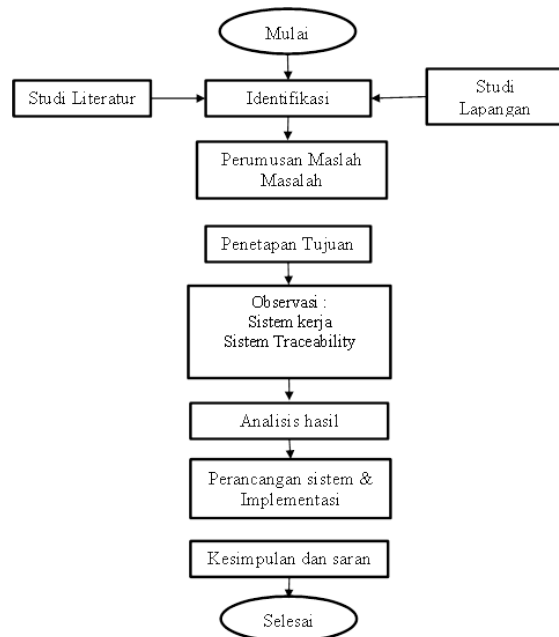 Mulai
Studi Literatur
Identifikasi
Studi
Lapangan
Perumusan Maslah
Masalah
Penetapan Tujuan
Observasi :
Sistem kerja
Sistem Traceability
Analisis hasil
Perancangan sistem &
Implementasi
Kesimpulan dan saran
Selesai